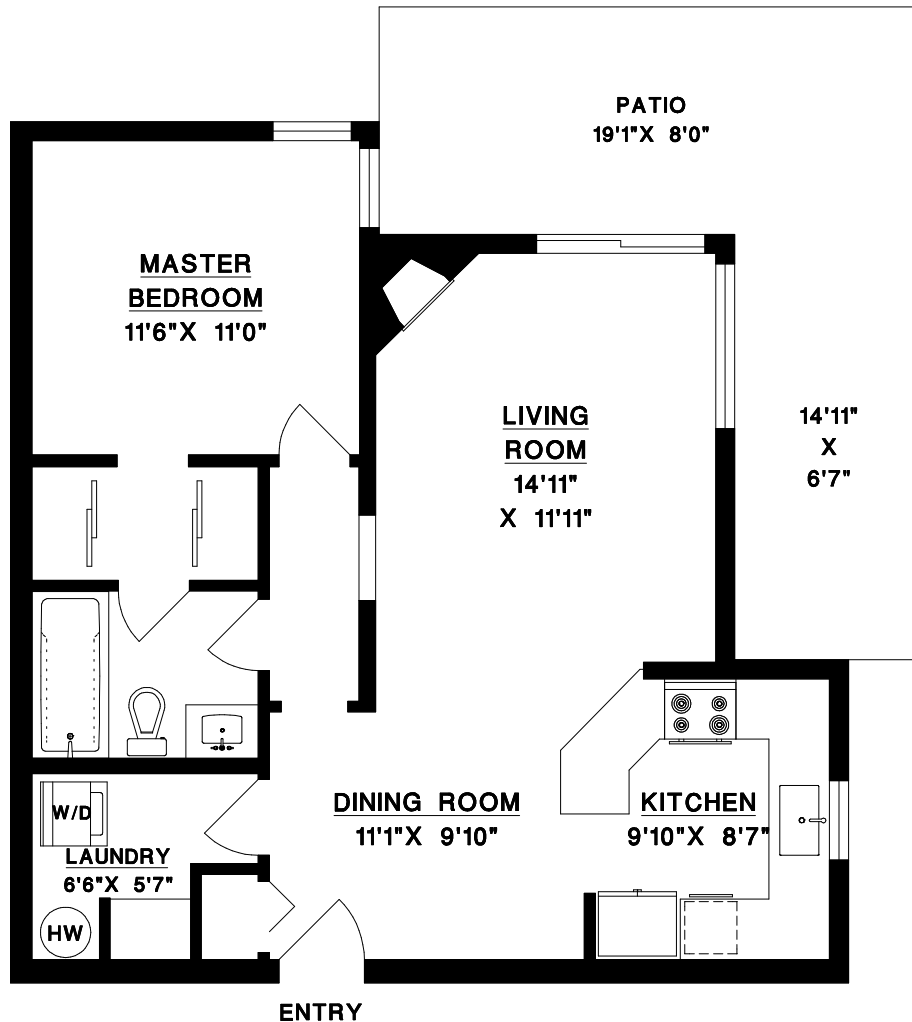 PATIO
19'1"X 8'0"
MASTER
BEDROOM
11'6"X 11'0"
LIVING
ROOM
14'11"
X 11'11"
14'11"
X
6'7"
DINING ROOM
11'1"X 9'10"
KITCHEN
9'10"X 8'7"
W/D
LAUNDRY
6'6"X 5'7"
HW
ENTRY